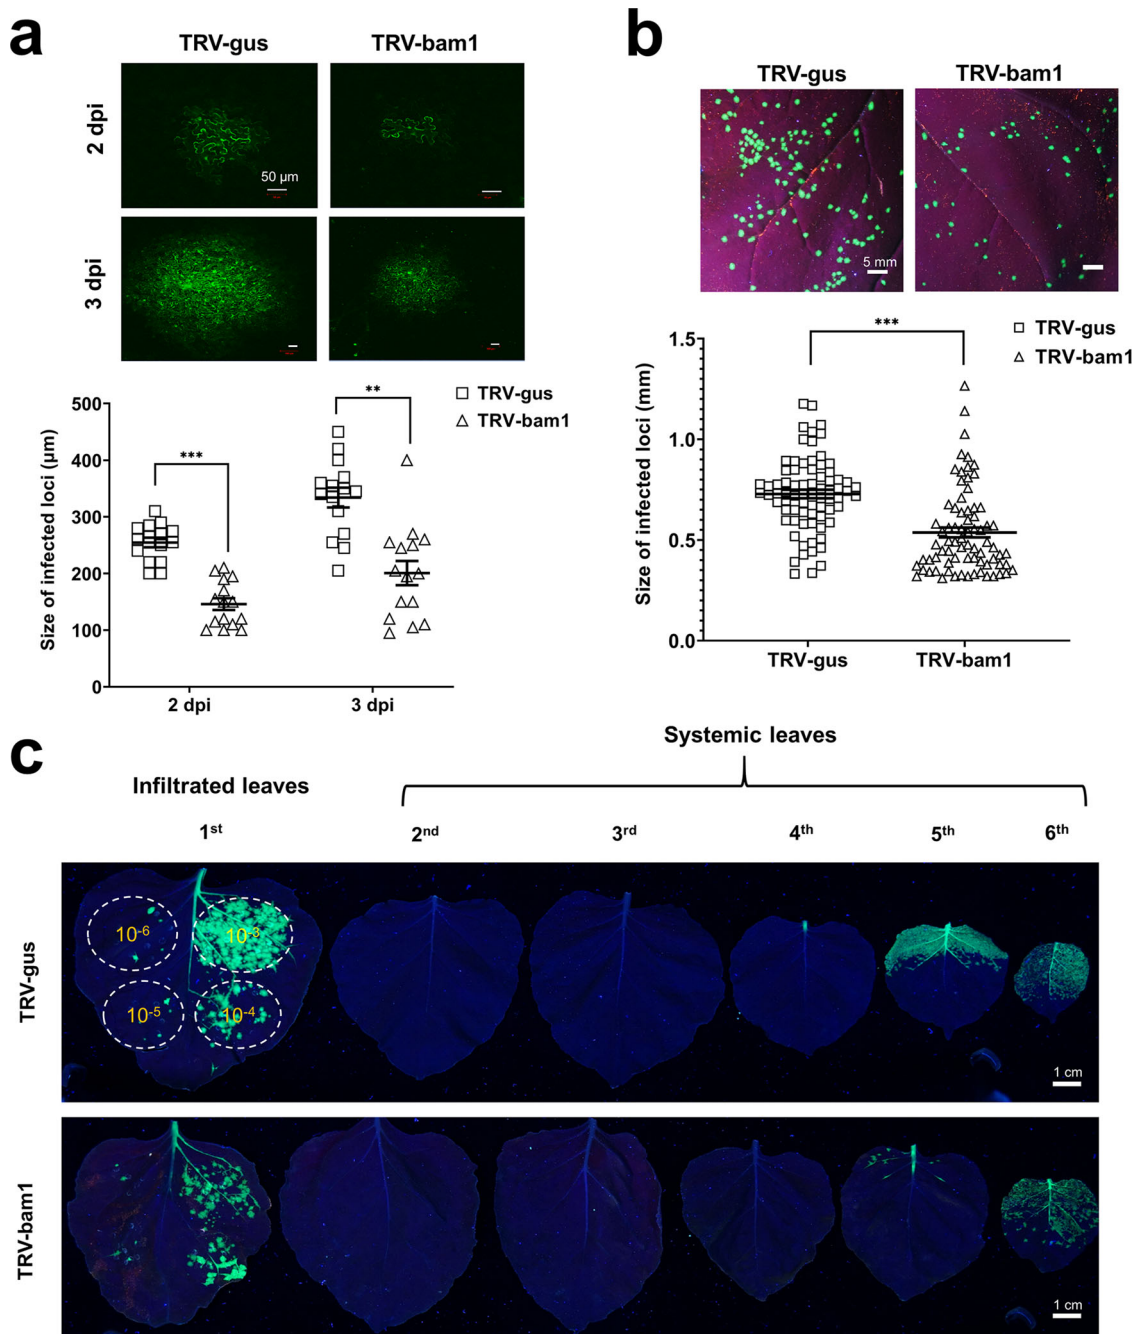 a
TRV-gus
TRV-bam1
2 dpi
50 µm
3 dpi
500
400
300
200
100
0
Size of infected loci (µm)
***
**
TRV-gus
TRV-bam1
2 dpi
3 dpi
b
TRV-gus
TRV-bam1
5 mm
1.5
1.0
0.5
0.0
Size of infected loci (mm)
***
TRV-gus
TRV-bam1
TRV-gus
TRV-bam1
c
Systemic leaves
Infiltrated leaves
1st
2nd
3rd
4th
5th
6th
TRV-gus
10-6
10-3
10-5
10-4
1 cm
TRV-bam1
1 cm